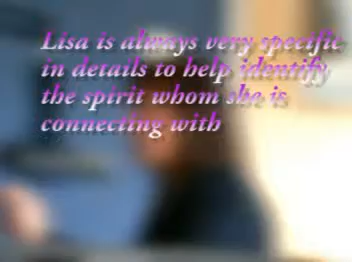 Lisa is always very specific
in details to help identify
the spirit whom she is
connecting with